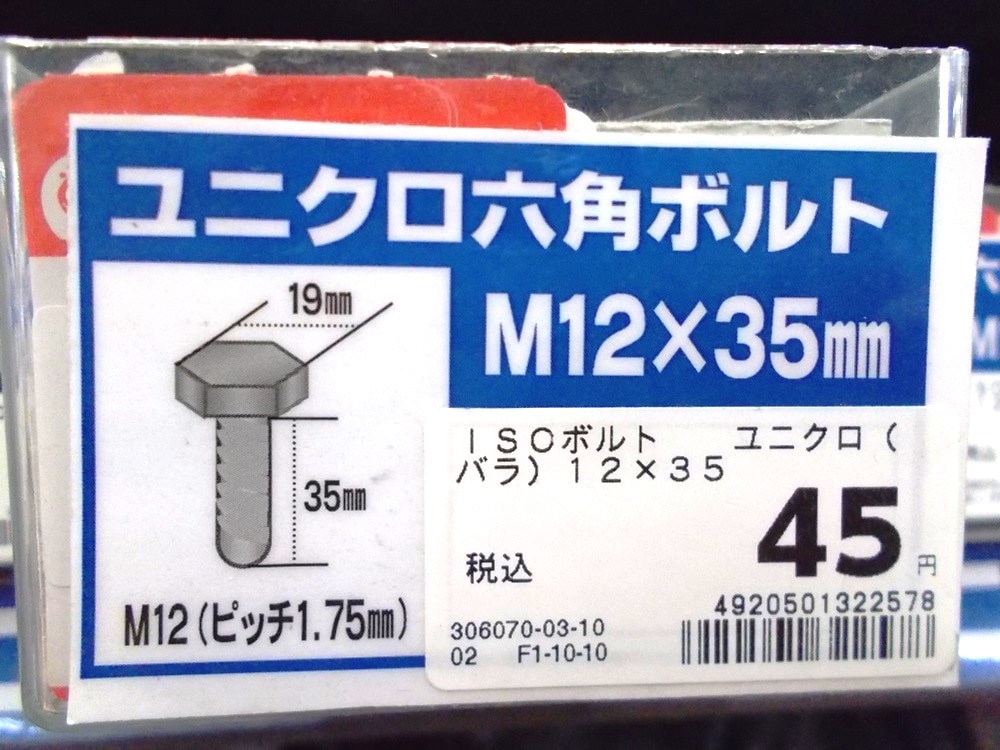 ユニクロ六角ボルト
M12×35mm
19mm
35mm
M12(ピッチ1.75mm)
ISOボルト　ユニクロ(
バラ)12×35
45円
税込
4920501322578
306070-03-10
02 F1-10-10